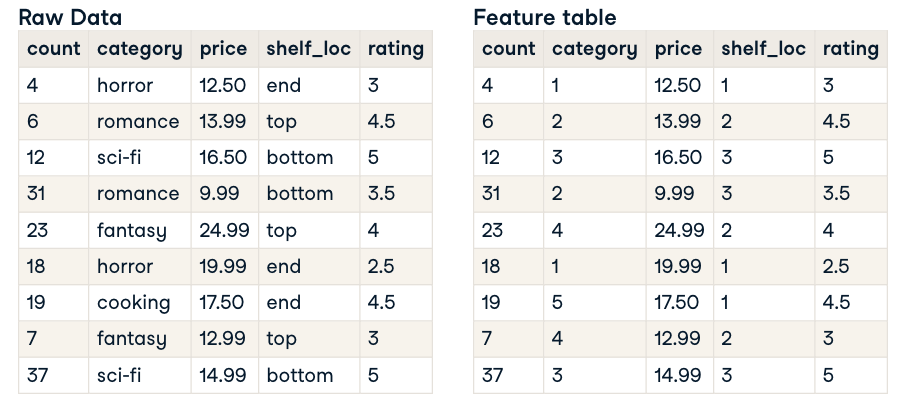 Raw Data
count category price shelf_loc rating
4 horror 12.50 end 3
6 romance 13.99 top 4.5
12 sci-fi 16.50 bottom 5
31 romance 9.99 bottom 3.5
23 fantasy 24.99 top 4
18 horror 19.99 end 2.5
19 cooking 17.50 end 4.5
7 fantasy 12.99 top 3
37 sci-fi 14.99 bottom 5
Feature table
count category price shelf_loc rating
4 1 12.50 1 3
6 2 13.99 2 4.5
12 3 16.50 3 5
31 2 9.99 3 3.5
23 4 24.99 2 4
18 1 19.99 1 2.5
19 5 17.50 1 4.5
7 4 12.99 2 3
37 3 14.99 3 5